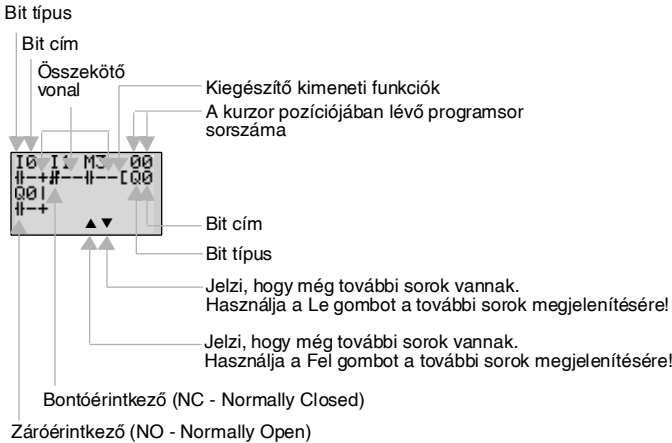 Bit típus
Bit cím
Összekötő
vonal
Kiegészítő kimeneti funkciók
A kurzor pozíciójában lévő programsor
sorszáma
I0 I1 M3 00
Q0
Q0
Bit cím
Bit típus
Jelzi, hogy még további sorok vannak.
Használja a Le gombot a további sorok megjelenítésére!
Jelzi, hogy még további sorok vannak.
Használja a Fel gombot a további sorok megjelenítésére!
Bontóérintkező (NC - Normally Closed)
Záróérintkező (NO - Normally Open)